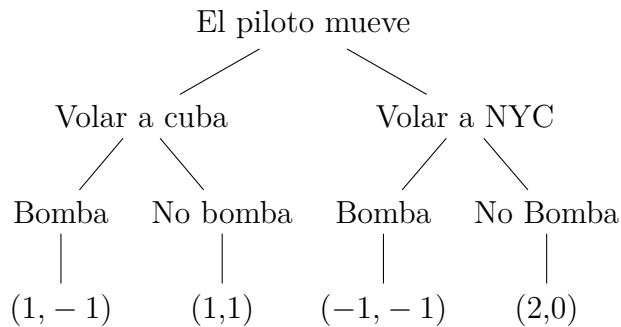 El piloto mueve
Volar a cuba Volar a NYC
Bomba No bomba Bomba No Bomba
(1, − 1) (1,1) (−1, − 1) (2,0)